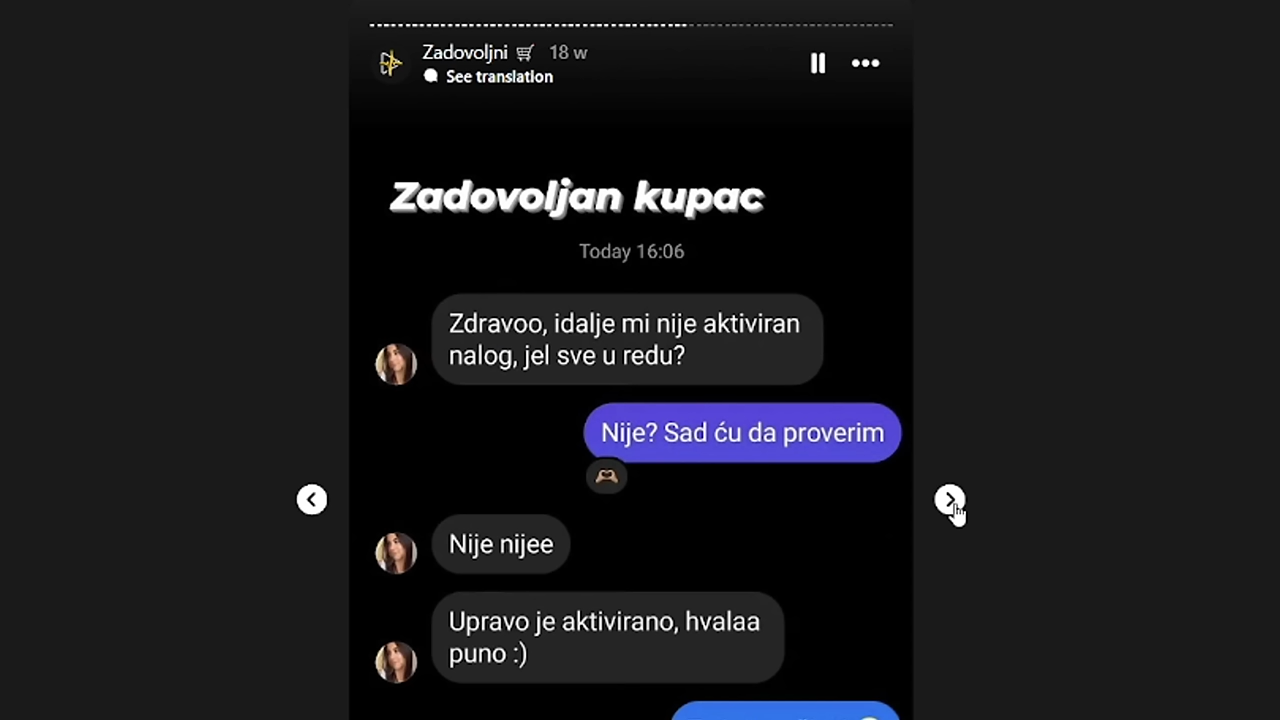 Zadovoljni 🛒 18 w
See translation
Zadovoljan kupac
Today 16:06
Zdravoo, idalje mi nije aktiviran
nalog, jel sve u redu?
Nije? Sad ću da proverim
Nije nijee
Upravo je aktivirano, hvalaa
puno :)